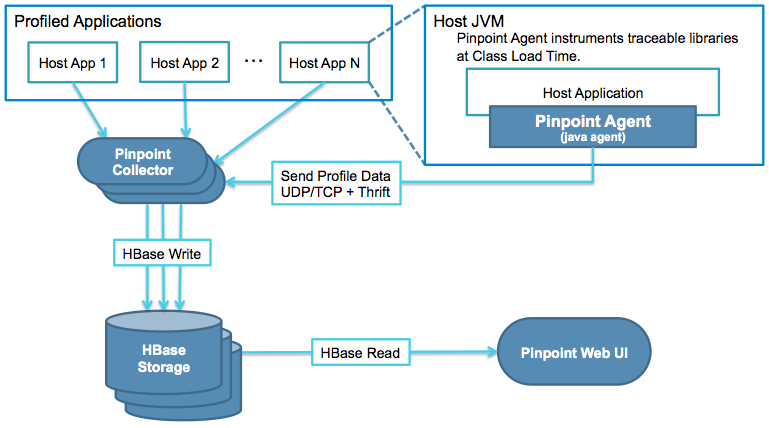 Profiled Applications
Host App 1
Host App 2
...
Host App N
Host JVM
Pinpoint Agent instruments traceable libraries
at Class Load Time.
Host Application
Pinpoint Agent
(java agent)
Pinpoint
Collector
Send Profile Data
UDP/TCP + Thrift
HBase Write
HBase
Storage
HBase Read
Pinpoint Web UI